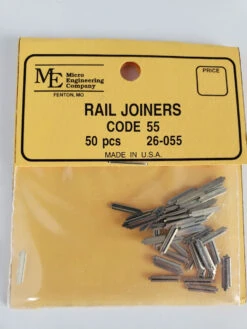 ME
Micro
Engineering
Company
FENTON, MO
PRICE
RAIL JOINERS
CODE 55
50 pcs 26-055
MADE IN U.S.A.